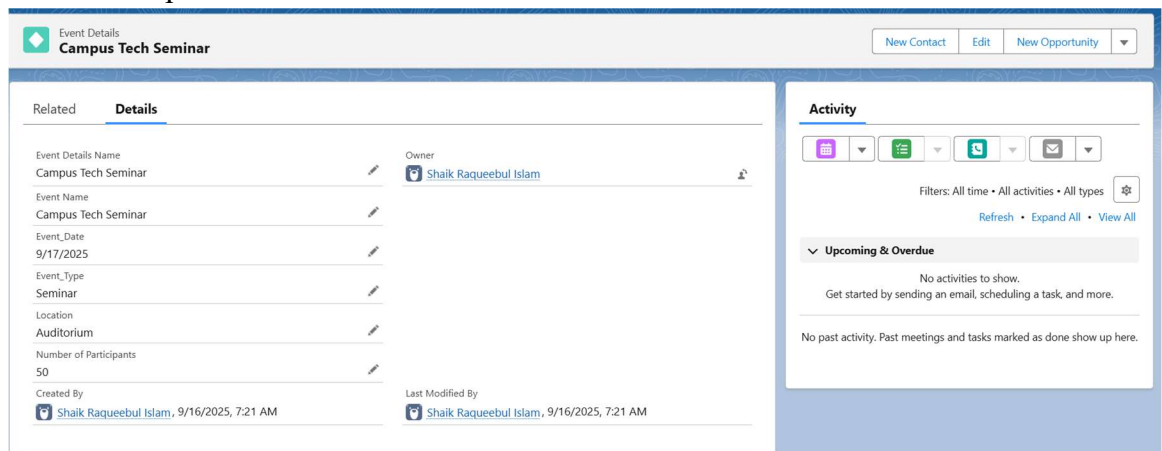 Event Details
Campus Tech Seminar
New Contact
Edit
New Opportunity
Related
Details
Event Details Name
Campus Tech Seminar
Owner
Shaik Raqueebul Islam
Event Name
Campus Tech Seminar
Event_Date
9/17/2025
Event_Type
Seminar
Location
Auditorium
Number of Participants
50
Created By
Shaik Raqueebul Islam, 9/16/2025, 7:21 AM
Last Modified By
Shaik Raqueebul Islam, 9/16/2025, 7:21 AM
Activity
Filters: All time • All activities • All types
Refresh • Expand All • View All
Upcoming & Overdue
No activities to show.
Get started by sending an email, scheduling a task, and more.
No past activity. Past meetings and tasks marked as done show up here.